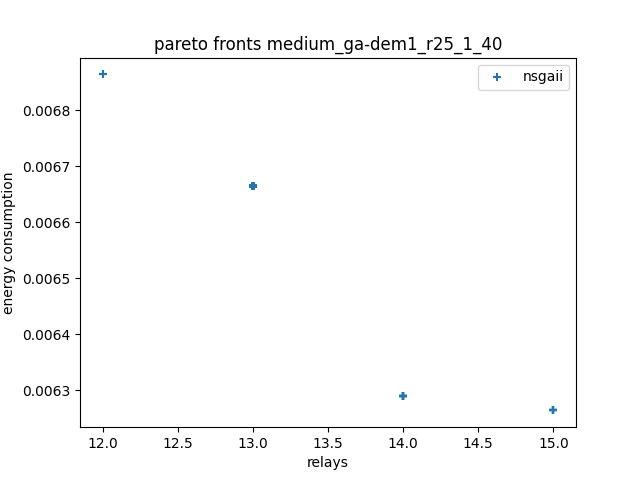 pareto fronts medium_ga-dem1_r25_1_40
nsgaii
0.0068
0.0067
0.0066
0.0065
0.0064
0.0063
energy consumption
12.0 12.5 13.0 13.5 14.0 14.5 15.0
relays